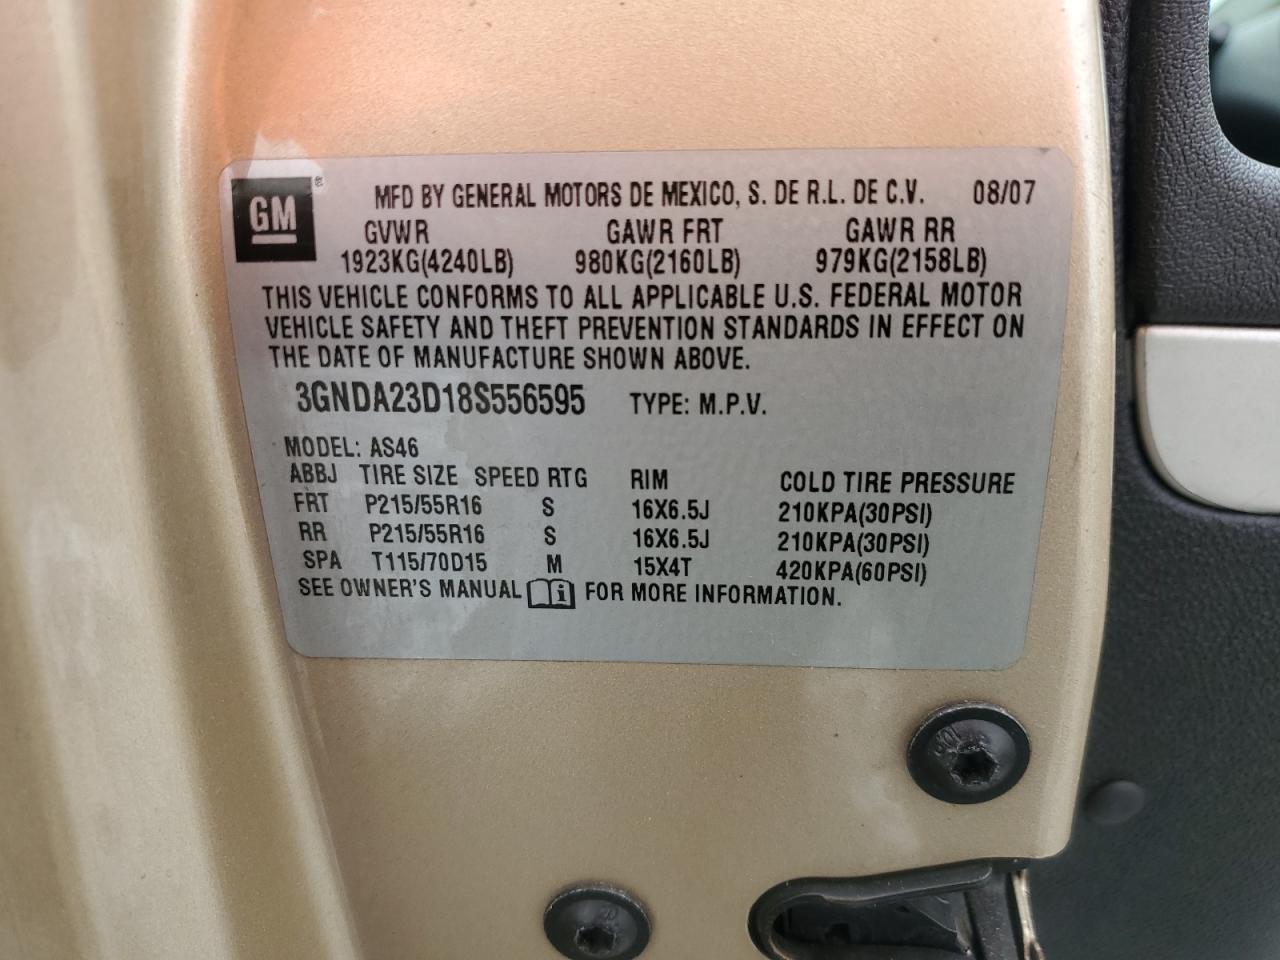 GM
MFD BY GENERAL MOTORS DE MEXICO, S. DE R.L. DE C.V. 08/07
GVWR GAWR FRT GAWR RR
1923KG(4240LB) 980KG(2160LB) 979KG(2158LB)
THIS VEHICLE CONFORMS TO ALL APPLICABLE U.S. FEDERAL MOTOR
VEHICLE SAFETY AND THEFT PREVENTION STANDARDS IN EFFECT ON
THE DATE OF MANUFACTURE SHOWN ABOVE.
3GNDA23D18S556595 TYPE: M.P.V.
MODEL: AS46
ABBJ TIRE SIZE SPEED RTG RIM COLD TIRE PRESSURE
FRT P215/55R16 S 16X6.5J 210KPA(30PSI)
RR P215/55R16 S 16X6.5J 210KPA(30PSI)
SPA T115/70D15 M 15X4T 420KPA(60PSI)
SEE OWNER'S MANUAL i FOR MORE INFORMATION.